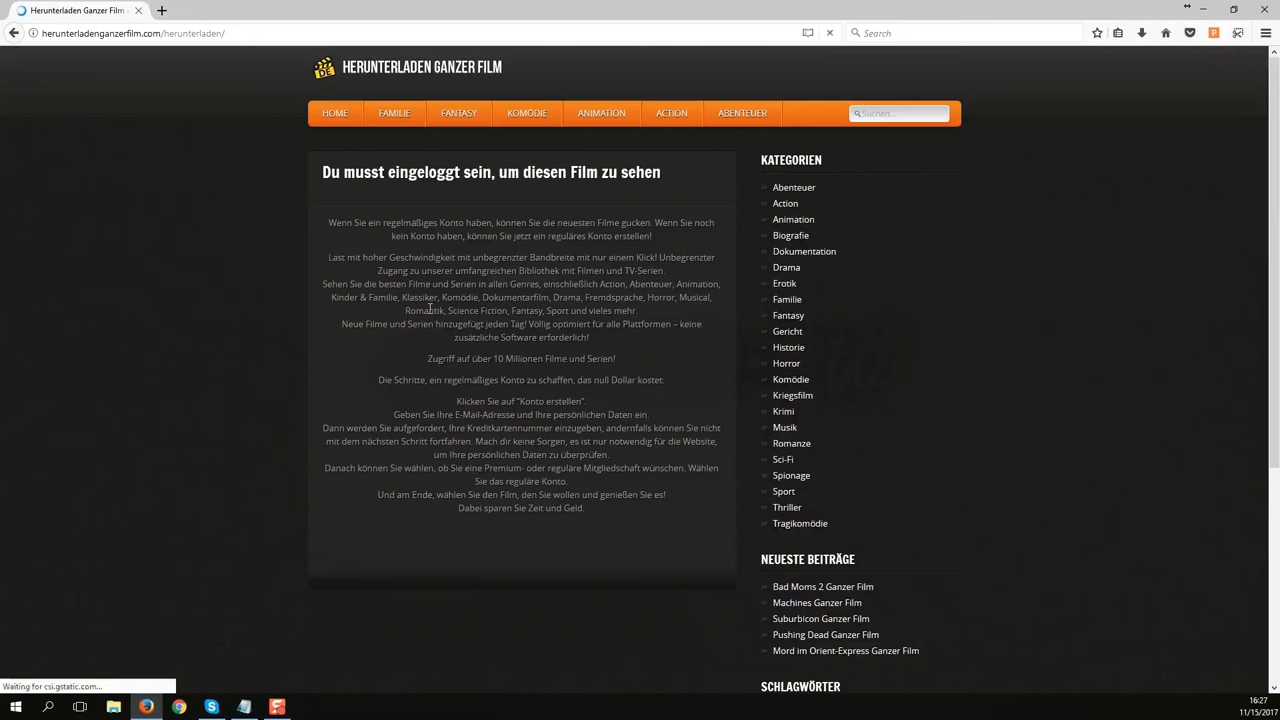 Herunterladen Ganzer Film
herunterladenganzerfilm.com/herunterladen/
Search
HERUNTERLADEN GANZER FILM
HOME
FAMILIE
FANTASY
KOMÖDIE
ANIMATION
ACTION
ABENTEUER
Suchen...
Du musst eingeloggt sein, um diesen Film zu sehen
Wenn Sie ein regelmäßiges Konto haben, können Sie die neuesten Filme gucken. Wenn Sie noch
kein Konto haben, können Sie jetzt ein reguläres Konto erstellen!
Last mit hoher Geschwindigkeit mit unbegrenzter Bandbreite mit nur einem Klick! Unbegrenzter
Zugang zu unserer umfangreichen Bibliothek mit Filmen und TV-Serien.
Sehen Sie die besten Filme und Serien in allen Genres, einschließlich Action, Abenteuer, Animation,
Kinder & Familie, Klassiker, Komödie, Dokumentarfilm, Drama, Fremdsprache, Horror, Musical,
Romantik, Science Fiction, Fantasy, Sport und vieles mehr.
Neue Filme und Serien hinzugefügt jeden Tag! Völlig optimiert für alle Plattformen – keine
zusätzliche Software erforderlich!
Zugriff auf über 10 Millionen Filme und Serien!
Die Schritte, ein regelmäßiges Konto zu schaffen, das null Dollar kostet:
Klicken Sie auf "Konto erstellen".
Geben Sie Ihre E-Mail-Adresse und Ihre persönlichen Daten ein.
Dann werden Sie aufgefordert, Ihre Kreditkartennummer einzugeben, andernfalls können Sie nicht
mit dem nächsten Schritt fortfahren. Mach dir keine Sorgen, es ist nur notwendig für die Website,
um Ihre persönlichen Daten zu überprüfen.
Danach können Sie wählen, ob Sie eine Premium- oder reguläre Mitgliedschaft wünschen. Wählen
Sie das reguläre Konto.
Und am Ende, wählen Sie den Film, den Sie wollen und genießen Sie es!
Dabei sparen Sie Zeit und Geld.
KATEGORIEN
Abenteuer
Action
Animation
Biografie
Dokumentation
Drama
Erotik
Familie
Fantasy
Gericht
Historie
Horror
Komödie
Kriegsfilm
Krimi
Musik
Romanze
Sci-Fi
Spionage
Sport
Thriller
Tragikomödie
NEUESTE BEITRÄGE
Bad Moms 2 Ganzer Film
Machines Ganzer Film
Suburbicon Ganzer Film
Pushing Dead Ganzer Film
Mord im Orient-Express Ganzer Film
SCHLAGWÖRTER
Waiting for csi.gstatic.com...
16:27
11/15/2017